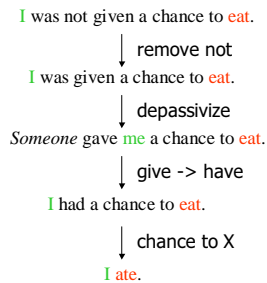 I was not given a chance to eat.
remove not
I was given a chance to eat.
depassivize
Someone gave me a chance to eat.
give -> have
I had a chance to eat.
chance to X
I ate.